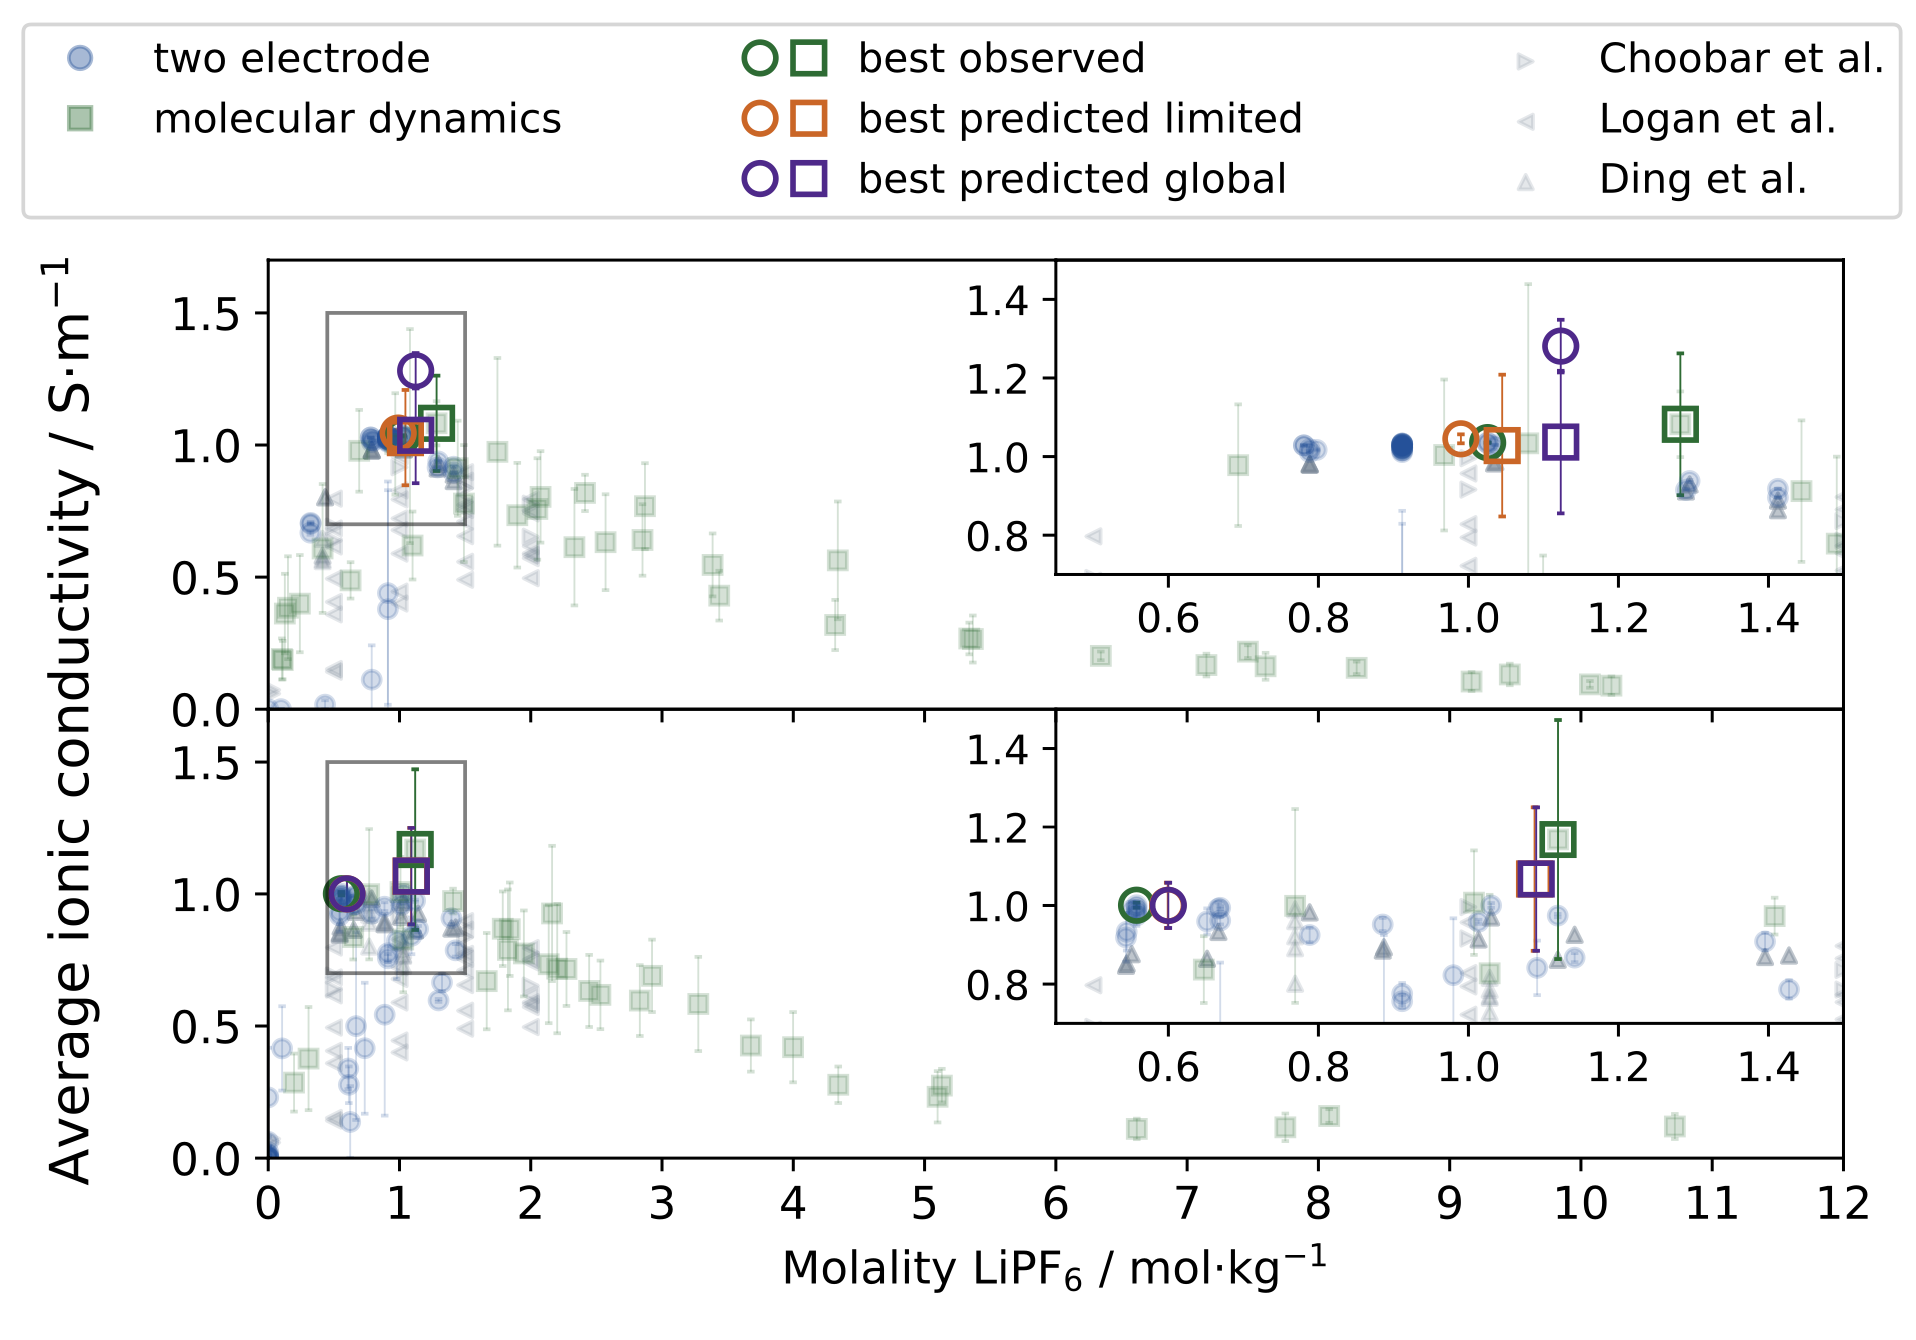 two electrode
molecular dynamics
best observed
best predicted limited
best predicted global
Choobar et al.
Logan et al.
Ding et al.
Average ionic conductivity / S·m⁻¹
1.5
1.0
0.5
0.0
1.4
1.2
1.0
0.8
0.6 0.8 1.0 1.2 1.4
1.5
1.0
0.5
0.0
1.4
1.2
1.0
0.8
0.6 0.8 1.0 1.2 1.4
0 1 2 3 4 5 6 7 8 9 10 11 12
Molality LiPF₆ / mol·kg⁻¹